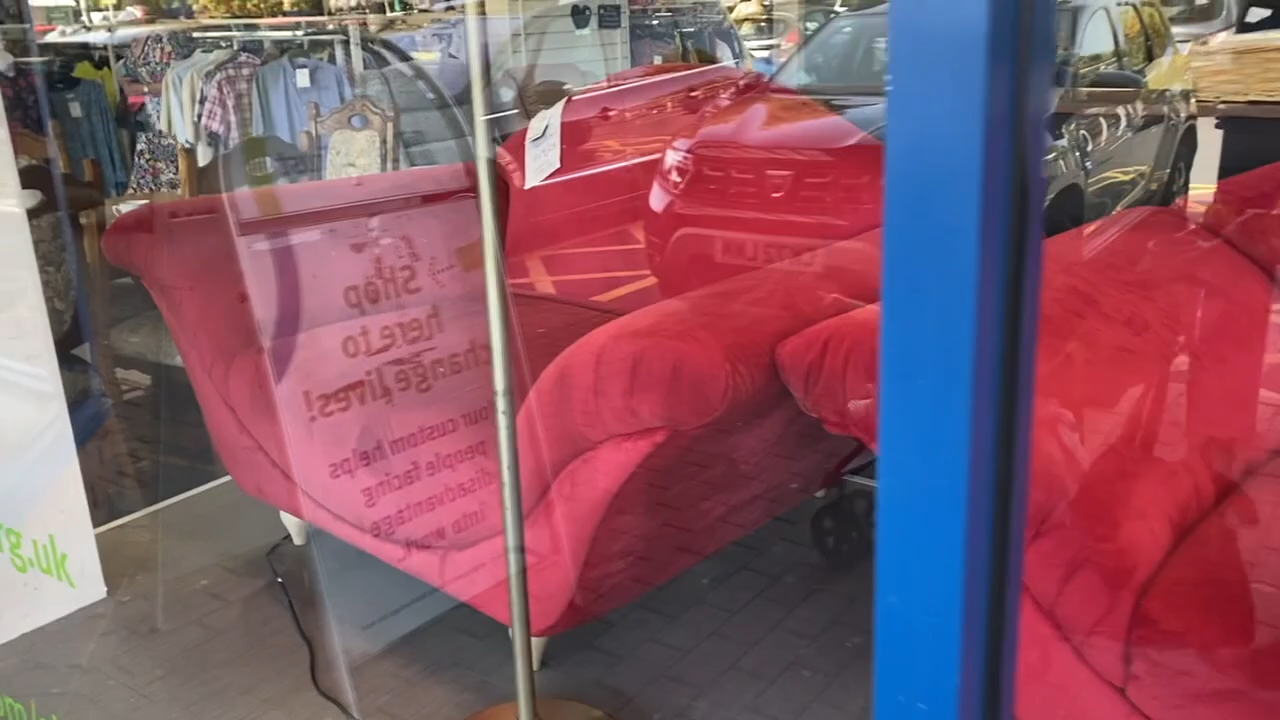 Shop
here to
change lives!
Your custom helps
people facing
disadvantage
into work.
rg.uk